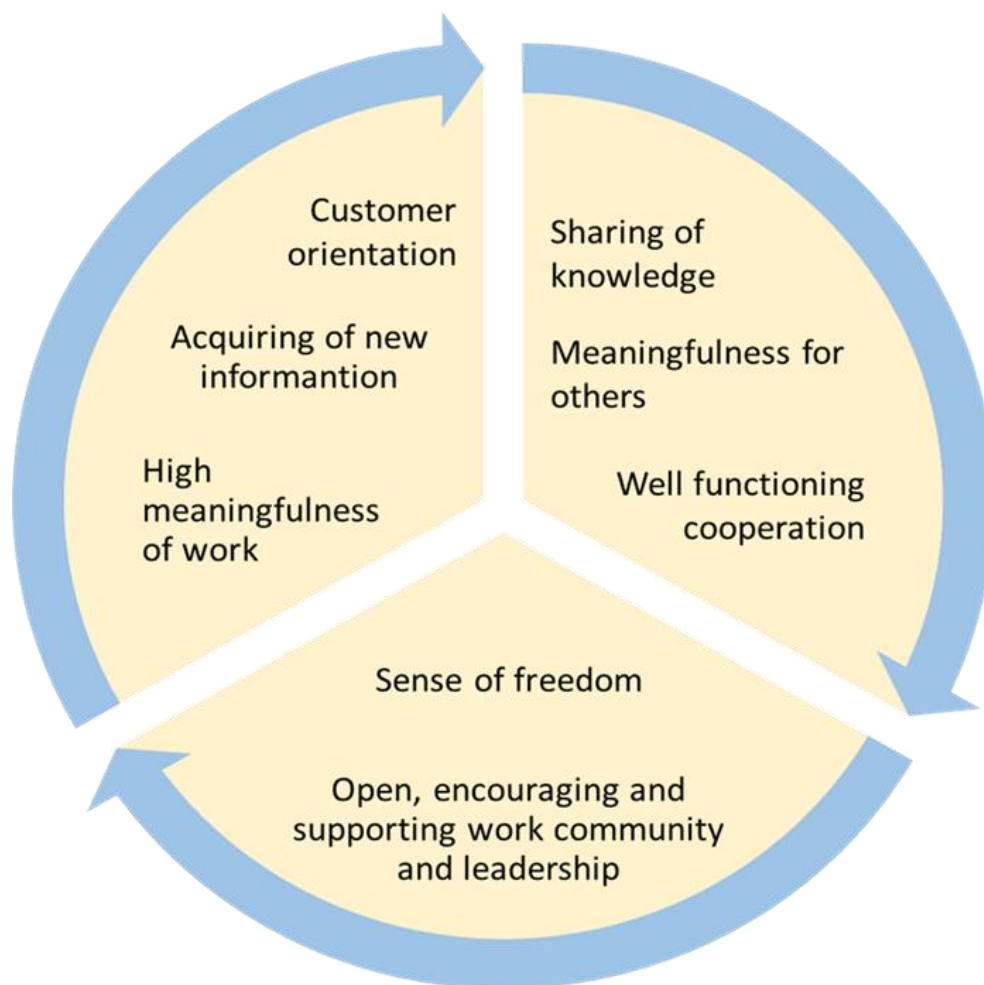 Customer
orientation
Acquiring of new
informantion
High
meaningfulness
of work
Sharing of
knowledge
Meaningfulness for
others
Well functioning
cooperation
Sense of freedom
Open, encouraging and
supporting work community
and leadership